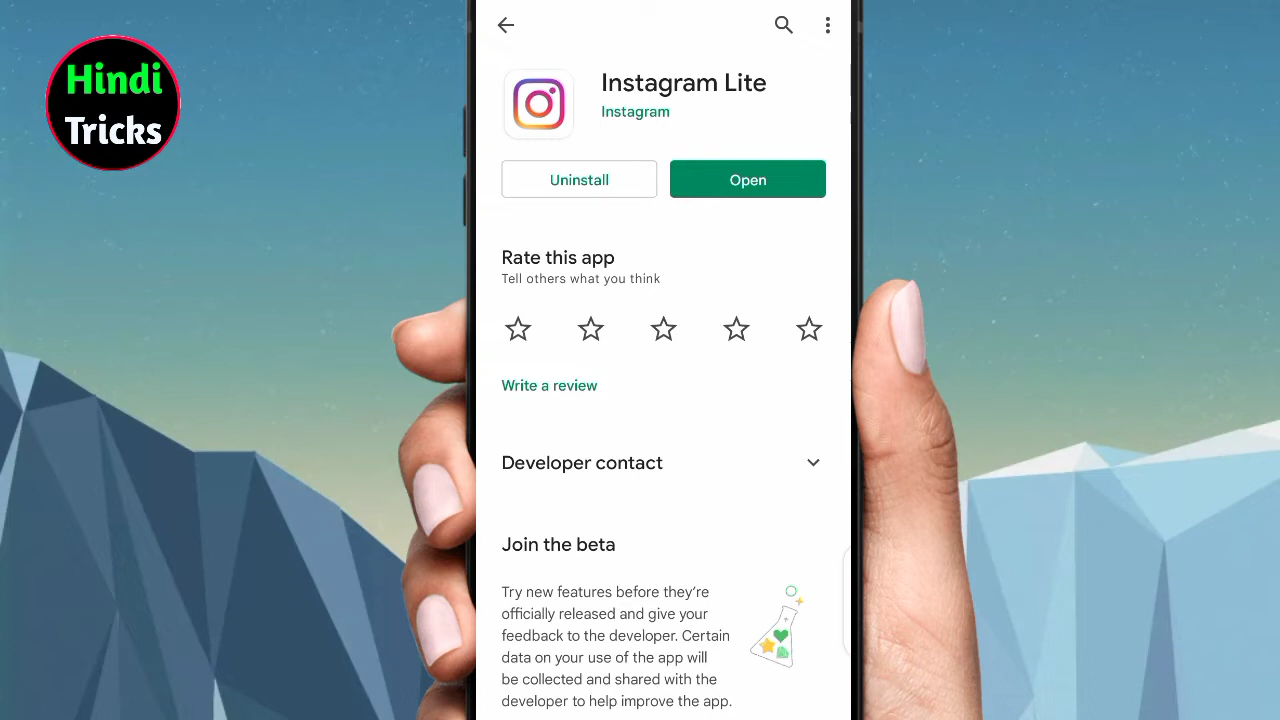 Hindi
Tricks
Instagram Lite
Instagram
Uninstall
Open
Rate this app
Tell others what you think
Write a review
Developer contact
Join the beta
Try new features before they're
officially released and give your
feedback to the developer. Certain
data on your use of the app will
be collected and shared with the
developer to help improve the app.